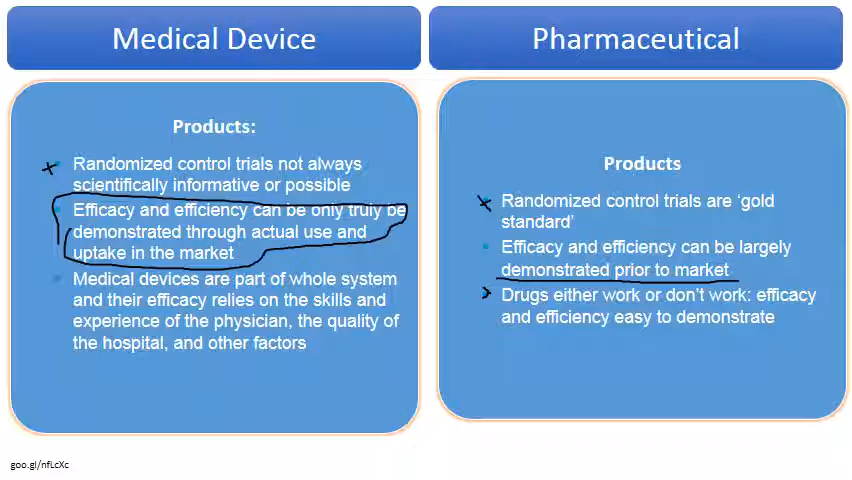 Medical Device
Products:
Randomized control trials not always
scientifically informative or possible
Efficacy and efficiency can be only truly be
demonstrated through actual use and
uptake in the market
Medical devices are part of whole system
and their efficacy relies on the skills and
experience of the physician, the quality of
the hospital, and other factors
Pharmaceutical
Products
Randomized control trials are ‘gold
standard’
Efficacy and efficiency can be largely
demonstrated prior to market
Drugs either work or don’t work: efficacy
and efficiency easy to demonstrate
goo.gl/nfLcXc